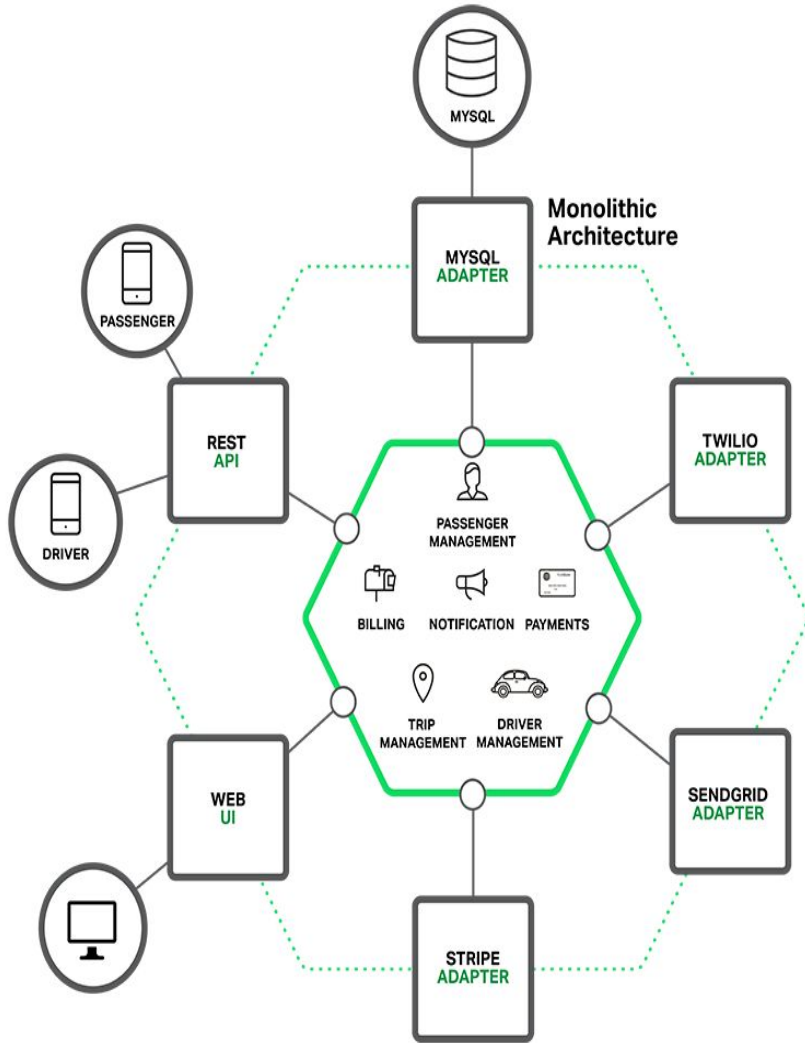 MYSQL
Monolithic
Architecture
MYSQL
ADAPTER
PASSENGER
REST
API
TWILIO
ADAPTER
DRIVER
PASSENGER
MANAGEMENT
BILLING
NOTIFICATION
PAYMENTS
TRIP
MANAGEMENT
DRIVER
MANAGEMENT
WEB
UI
SENDGRID
ADAPTER
STRIPE
ADAPTER